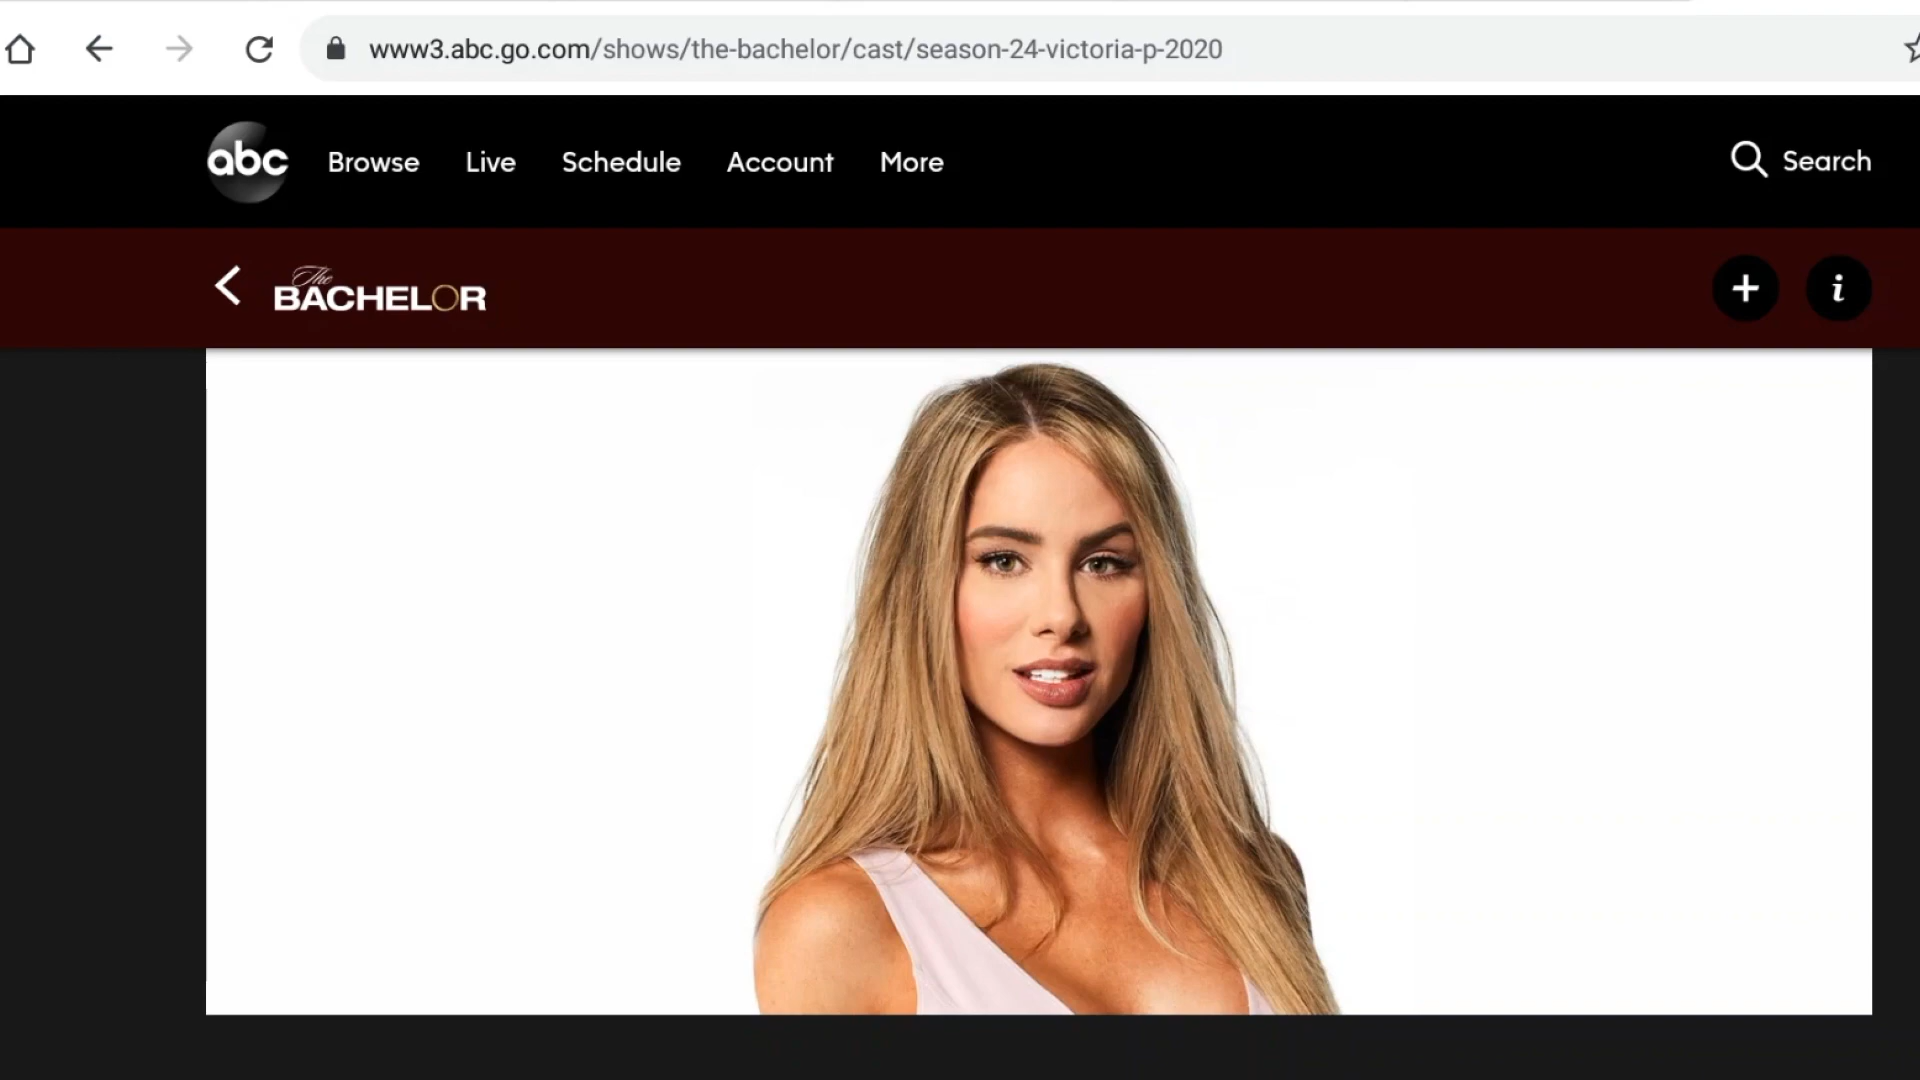 www3.abc.go.com/shows/the-bachelor/cast/season-24-victoria-p-2020
abc Browse Live Schedule Account More Search
The
BACHELOR
+ i